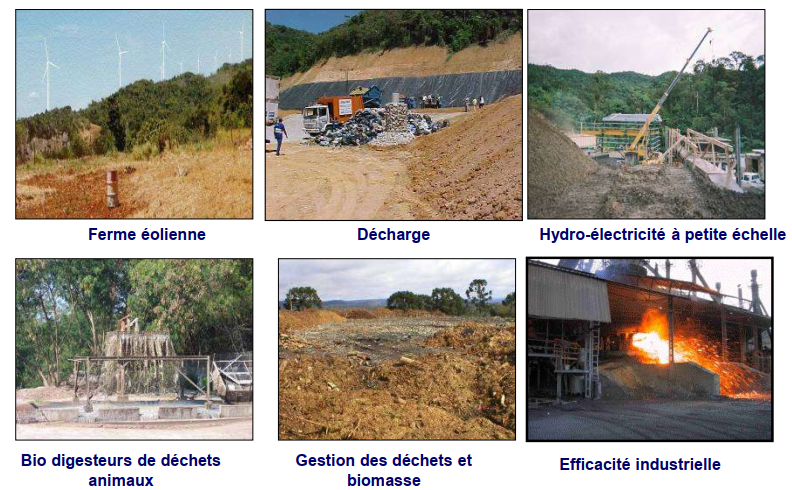 Ferme éolienne
Décharge
Hydro-électricité à petite échelle
Bio digesteurs de déchets
animaux
Gestion des déchets et
biomasse
Efficacité industrielle